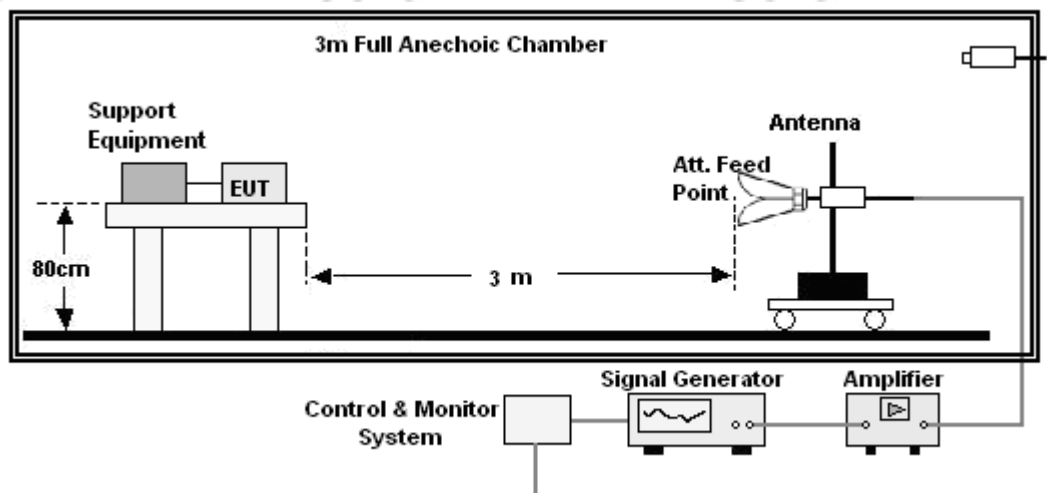 3m Full Anechoic Chamber
Support
Equipment
EUT
80cm
3 m
Antenna
Att. Feed
Point
Signal Generator
Amplifier
Control & Monitor
System